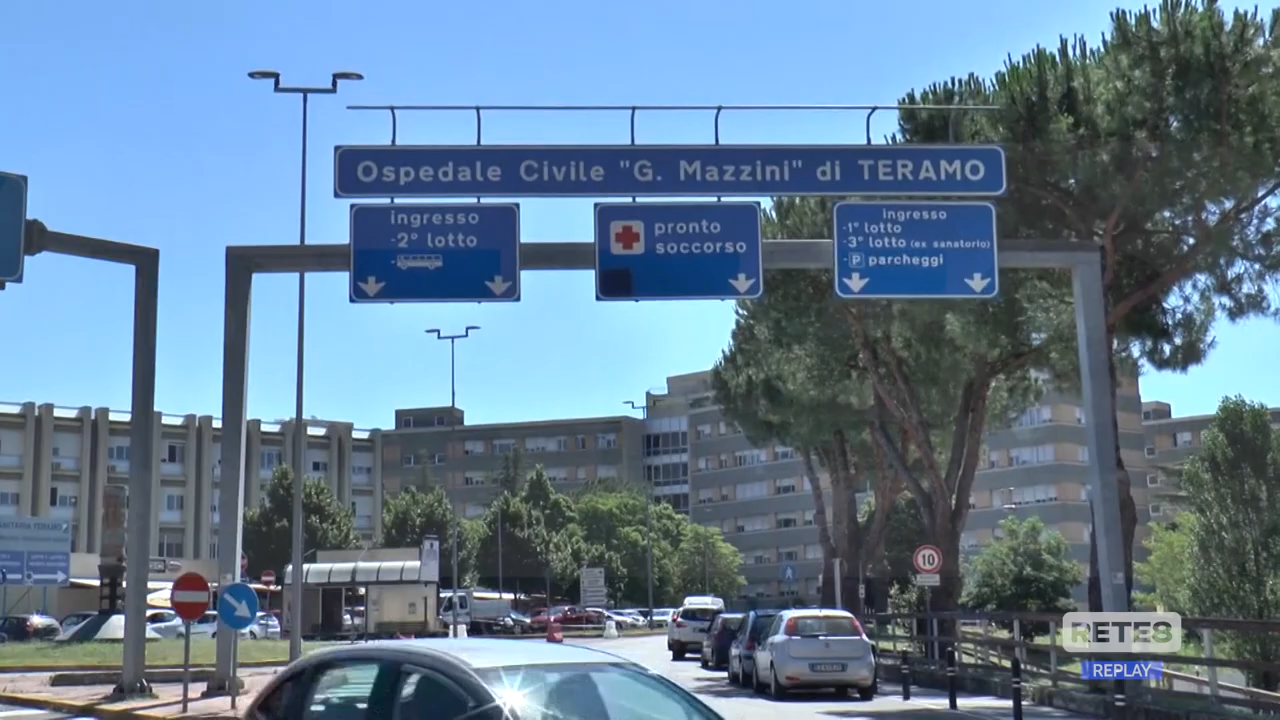 Ospedale Civile "G. Mazzini" di TERAMO
ingresso
-2° lotto
-
pronto
soccorso
ingresso
-1° lotto
-3° lotto (ex sanatorio)
-P parcheggi
10
RETE8
REPLAY